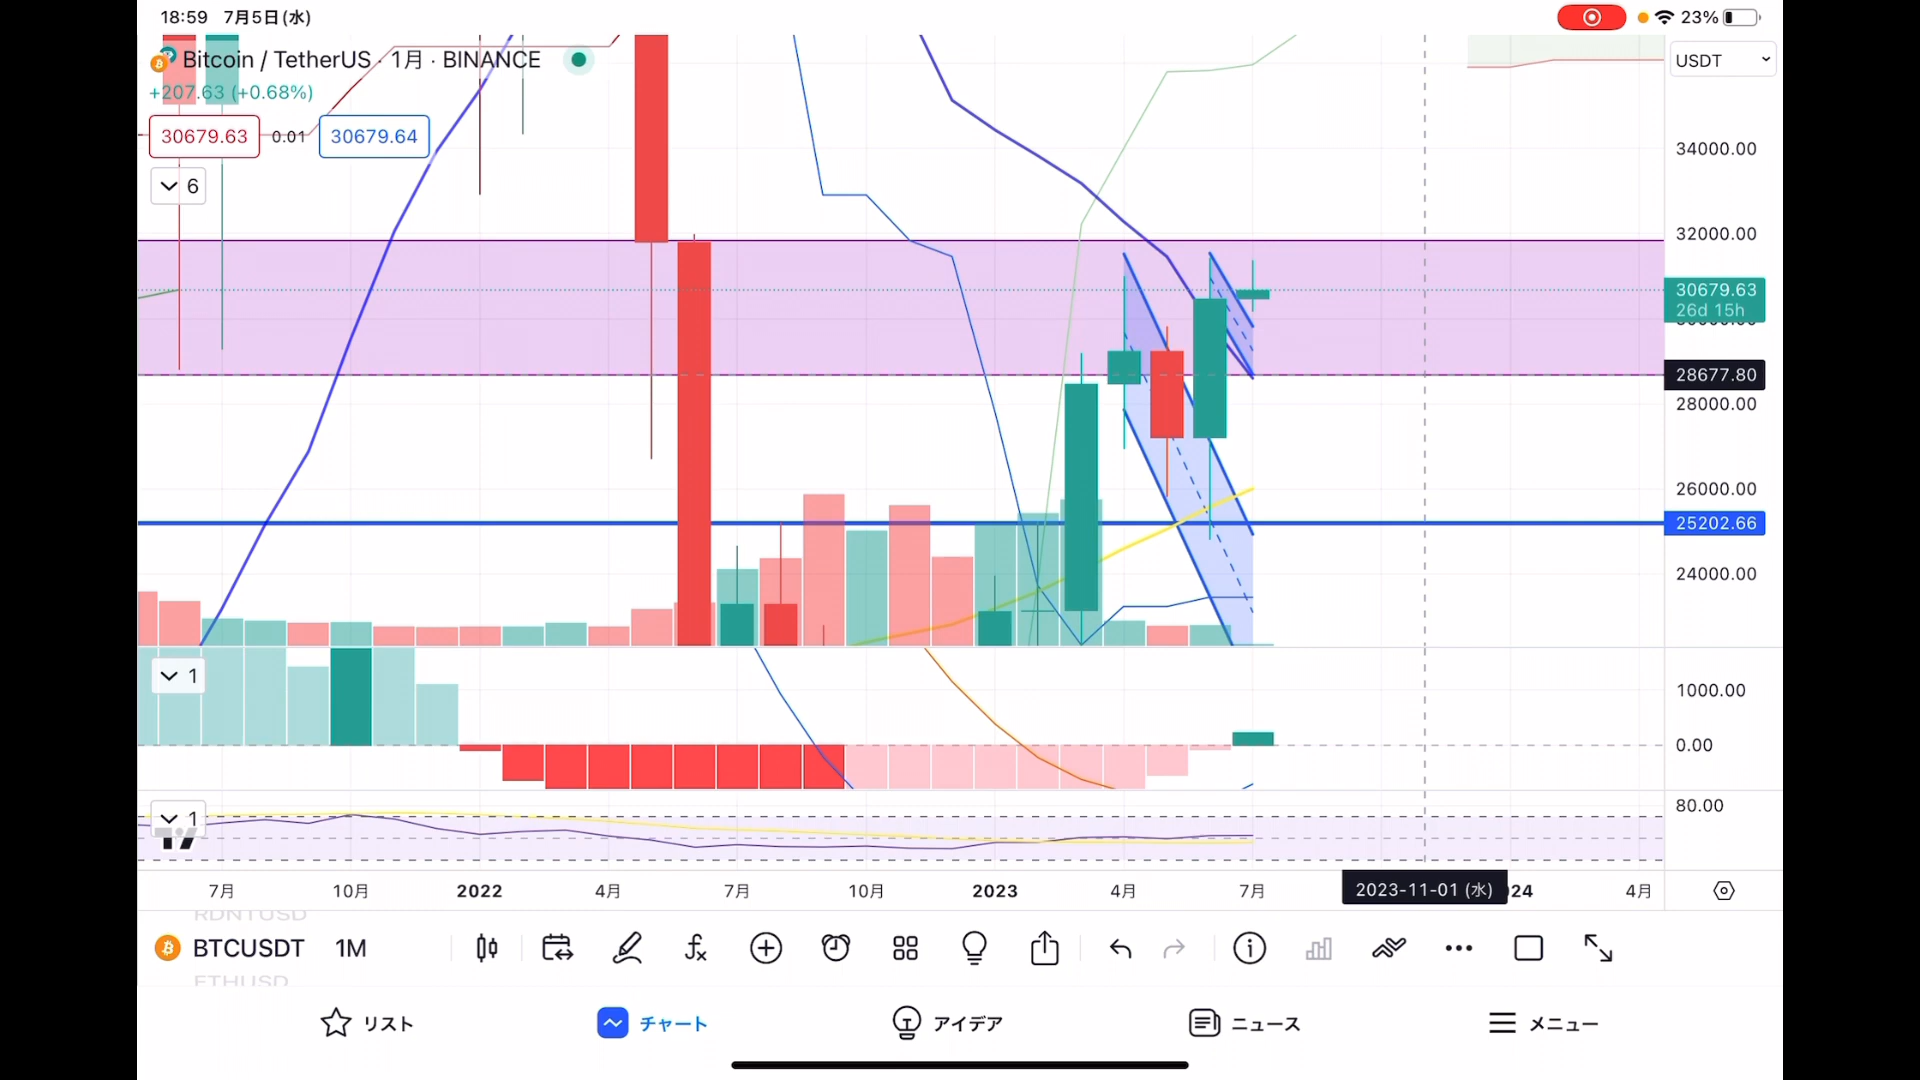 18:59 7月5日(水)
23%
Bitcoin / TetherUS · 1月 · BINANCE
USDT
+207.63 (+0.68%)
30679.63
0.01
30679.64
6
34000.00
32000.00
30679.63
26d 15h
28677.80
28000.00
26000.00
25202.66
24000.00
1
1000.00
0.00
1
80.00
7月
10月
2022
4月
7月
10月
2023
4月
7月
2023-11-01 (水)
24
4月
RDNTUSD
BTCUSDT
1M
ETHUSD
リスト
チャート
アイデア
ニュース
メニュー